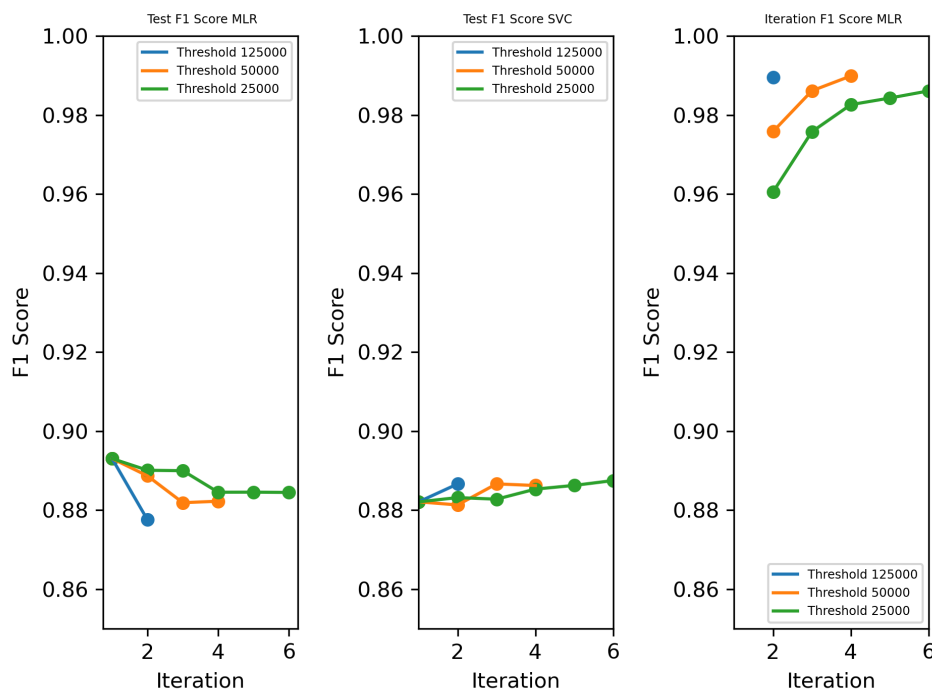 Test F1 Score MLR
1.00
0.98
0.96
0.94
0.92
0.90
0.88
0.86
F1 Score
Threshold 125000
Threshold 50000
Threshold 25000
2
4
6
Iteration
Test F1 Score SVC
1.00
0.98
0.96
0.94
0.92
0.90
0.88
0.86
F1 Score
Threshold 125000
Threshold 50000
Threshold 25000
2
4
6
Iteration
Iteration F1 Score MLR
1.00
0.98
0.96
0.94
0.92
0.90
0.88
0.86
F1 Score
Threshold 125000
Threshold 50000
Threshold 25000
2
4
6
Iteration